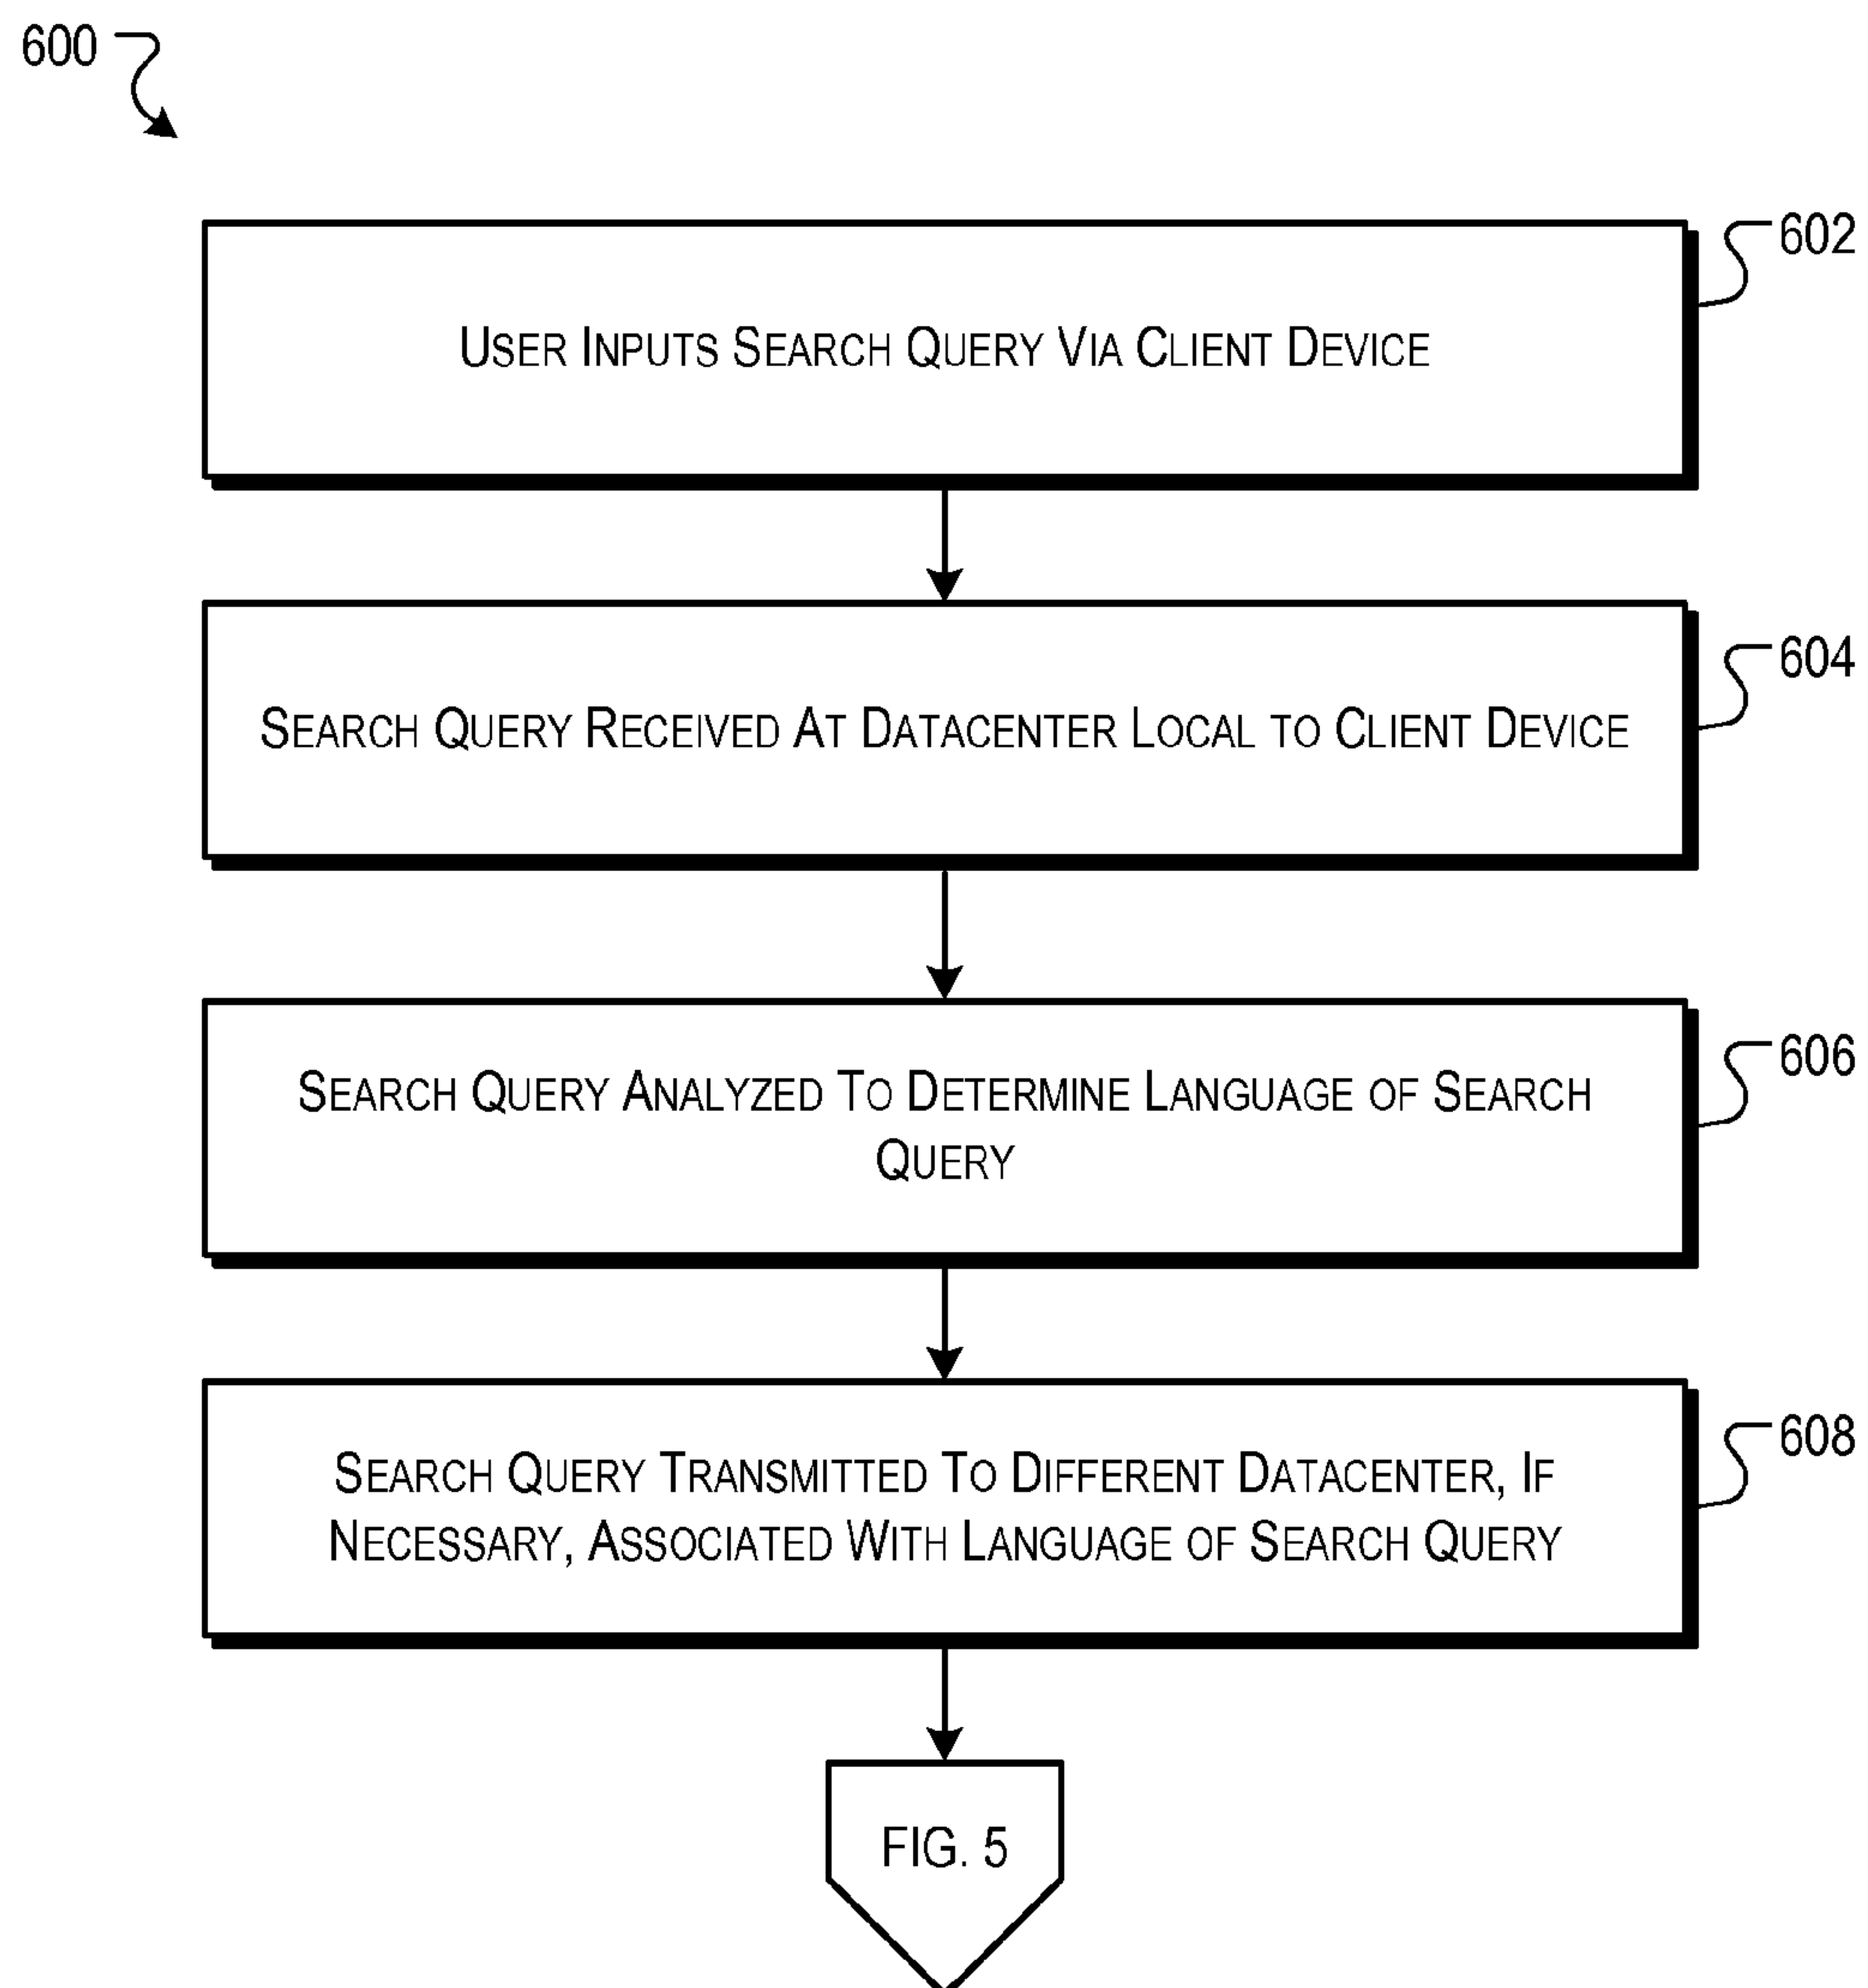 600
602
User Inputs Search Query Via Client Device
604
Search Query Received At Datacenter Local to Client Device
606
Search Query Analyzed To Determine Language of Search
Query
608
Search Query Transmitted To Different Datacenter, If
Necessary, Associated With Language of Search Query
FIG. 5